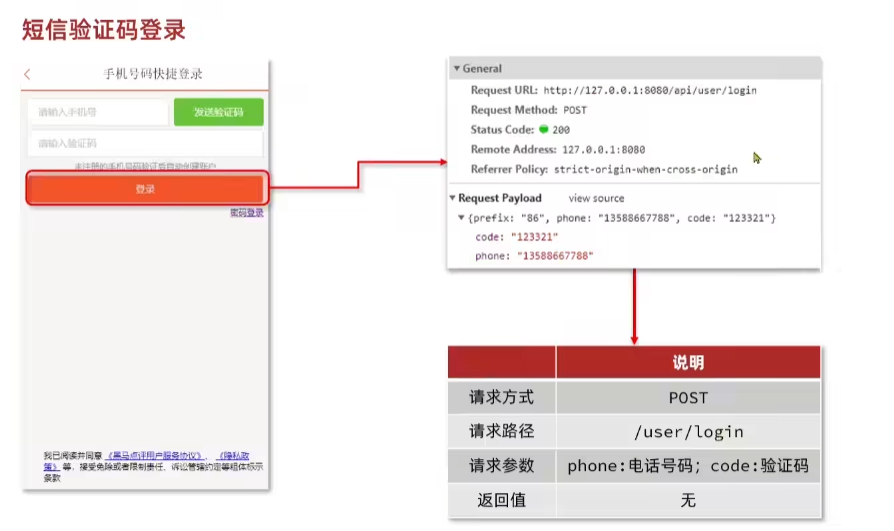 短信验证码登录
手机号码快捷登录
请输入手机号
发送验证码
请输入验证码
未注册的手机号码验证后自动创建账户
登录
密码登录
我已阅读并同意《黑马点评用户服务协议》、《隐私政
策》等，接受免除或者限制责任、诉讼管辖约定等粗体标示
条款
General
Request URL: http://127.0.0.1:8080/api/user/login
Request Method: POST
Status Code: 200
Remote Address: 127.0.0.1:8080
Referrer Policy: strict-origin-when-cross-origin
Request Payload view source
{prefix: "86", phone: "13588667788", code: "123321"}
code: "123321"
phone: "13588667788"
说明
请求方式 POST
请求路径 /user/login
请求参数 phone:电话号码; code:验证码
返回值 无